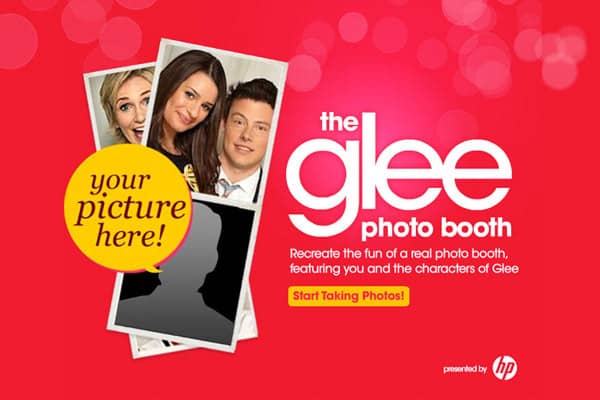 your
picture
here!
the
glee
photo booth
Recreate the fun of a real photo booth,
featuring you and the characters of Glee
Start Taking Photos!
presented by hp